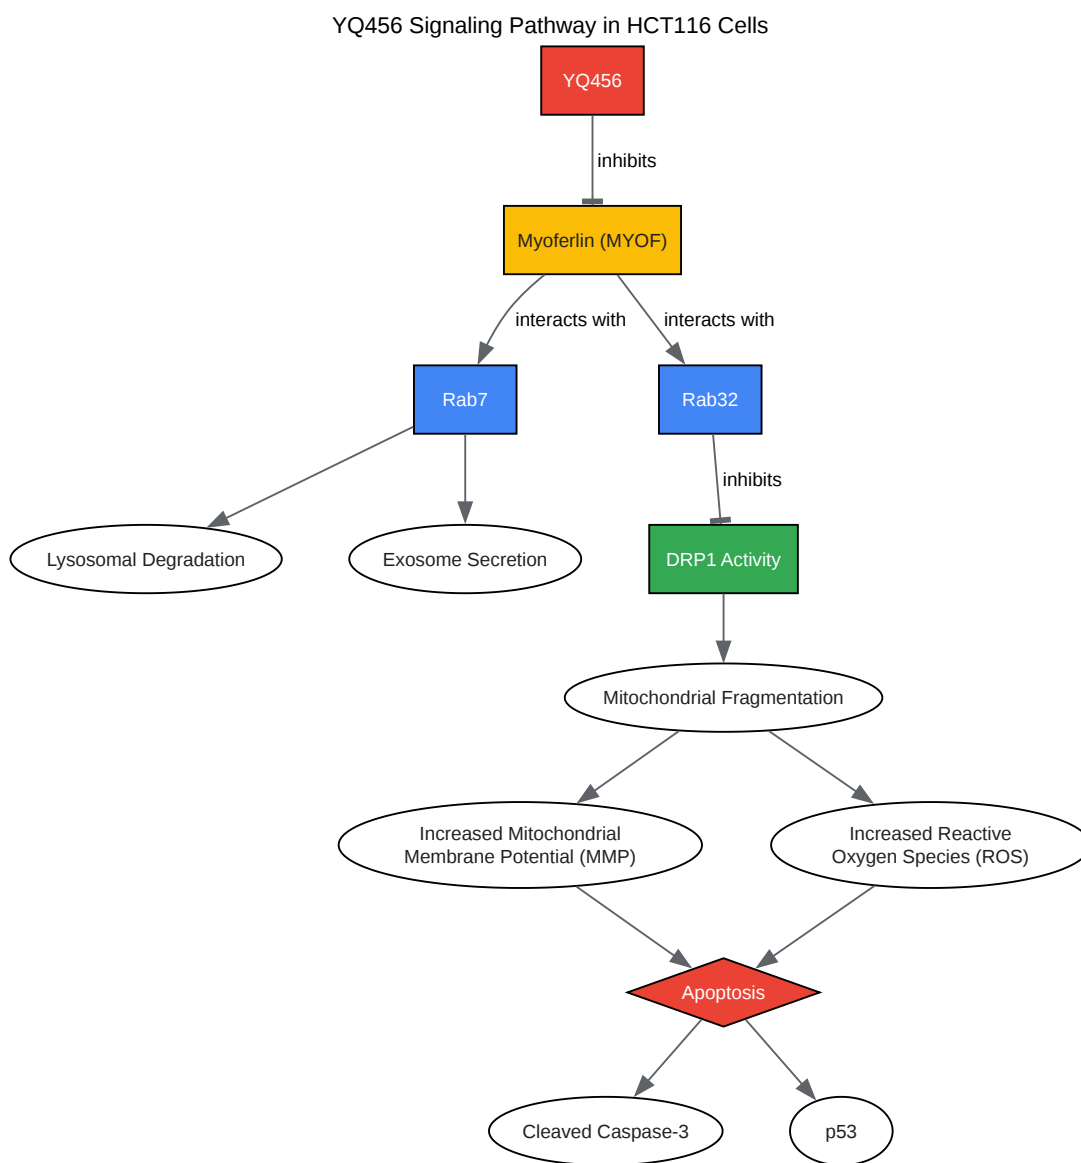 YQ456 Signaling Pathway in HCT116 Cells
YQ456
inhibits
Myoferlin (MYOF)
interacts with
interacts with
Rab7
Rab32
inhibits
Lysosomal Degradation
Exosome Secretion
DRP1 Activity
Mitochondrial Fragmentation
Increased Mitochondrial
Membrane Potential (MMP)
Increased Reactive
Oxygen Species (ROS)
Apoptosis
Cleaved Caspase-3
p53